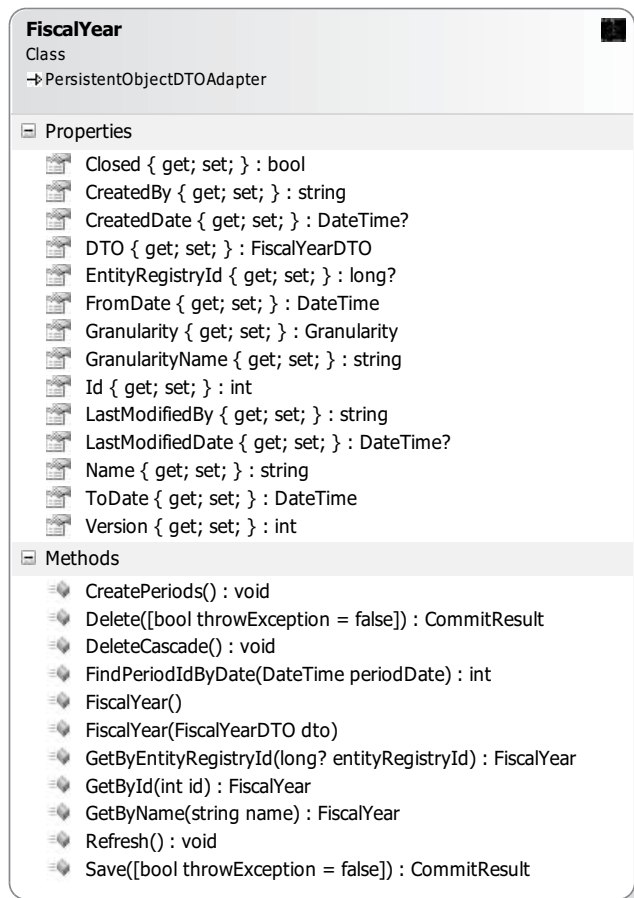 FiscalYear
Class
PersistentObjectDTOAdapter
Properties
Closed { get; set; } : bool
CreatedBy { get; set; } : string
CreatedDate { get; set; } : DateTime?
DTO { get; set; } : FiscalYearDTO
EntityRegistryId { get; set; } : long?
FromDate { get; set; } : DateTime
Granularity { get; set; } : Granularity
GranularityName { get; set; } : string
Id { get; set; } : int
LastModifiedBy { get; set; } : string
LastModifiedDate { get; set; } : DateTime?
Name { get; set; } : string
ToDate { get; set; } : DateTime
Version { get; set; } : int
Methods
CreatePeriods() : void
Delete([bool throwException = false]) : CommitResult
DeleteCascade() : void
FindPeriodIdByDate(DateTime periodDate) : int
FiscalYear()
FiscalYear(FiscalYearDTO dto)
GetByEntityRegistryId(long? entityRegistryId) : FiscalYear
GetById(int id) : FiscalYear
GetByName(string name) : FiscalYear
Refresh() : void
Save([bool throwException = false]) : CommitResult